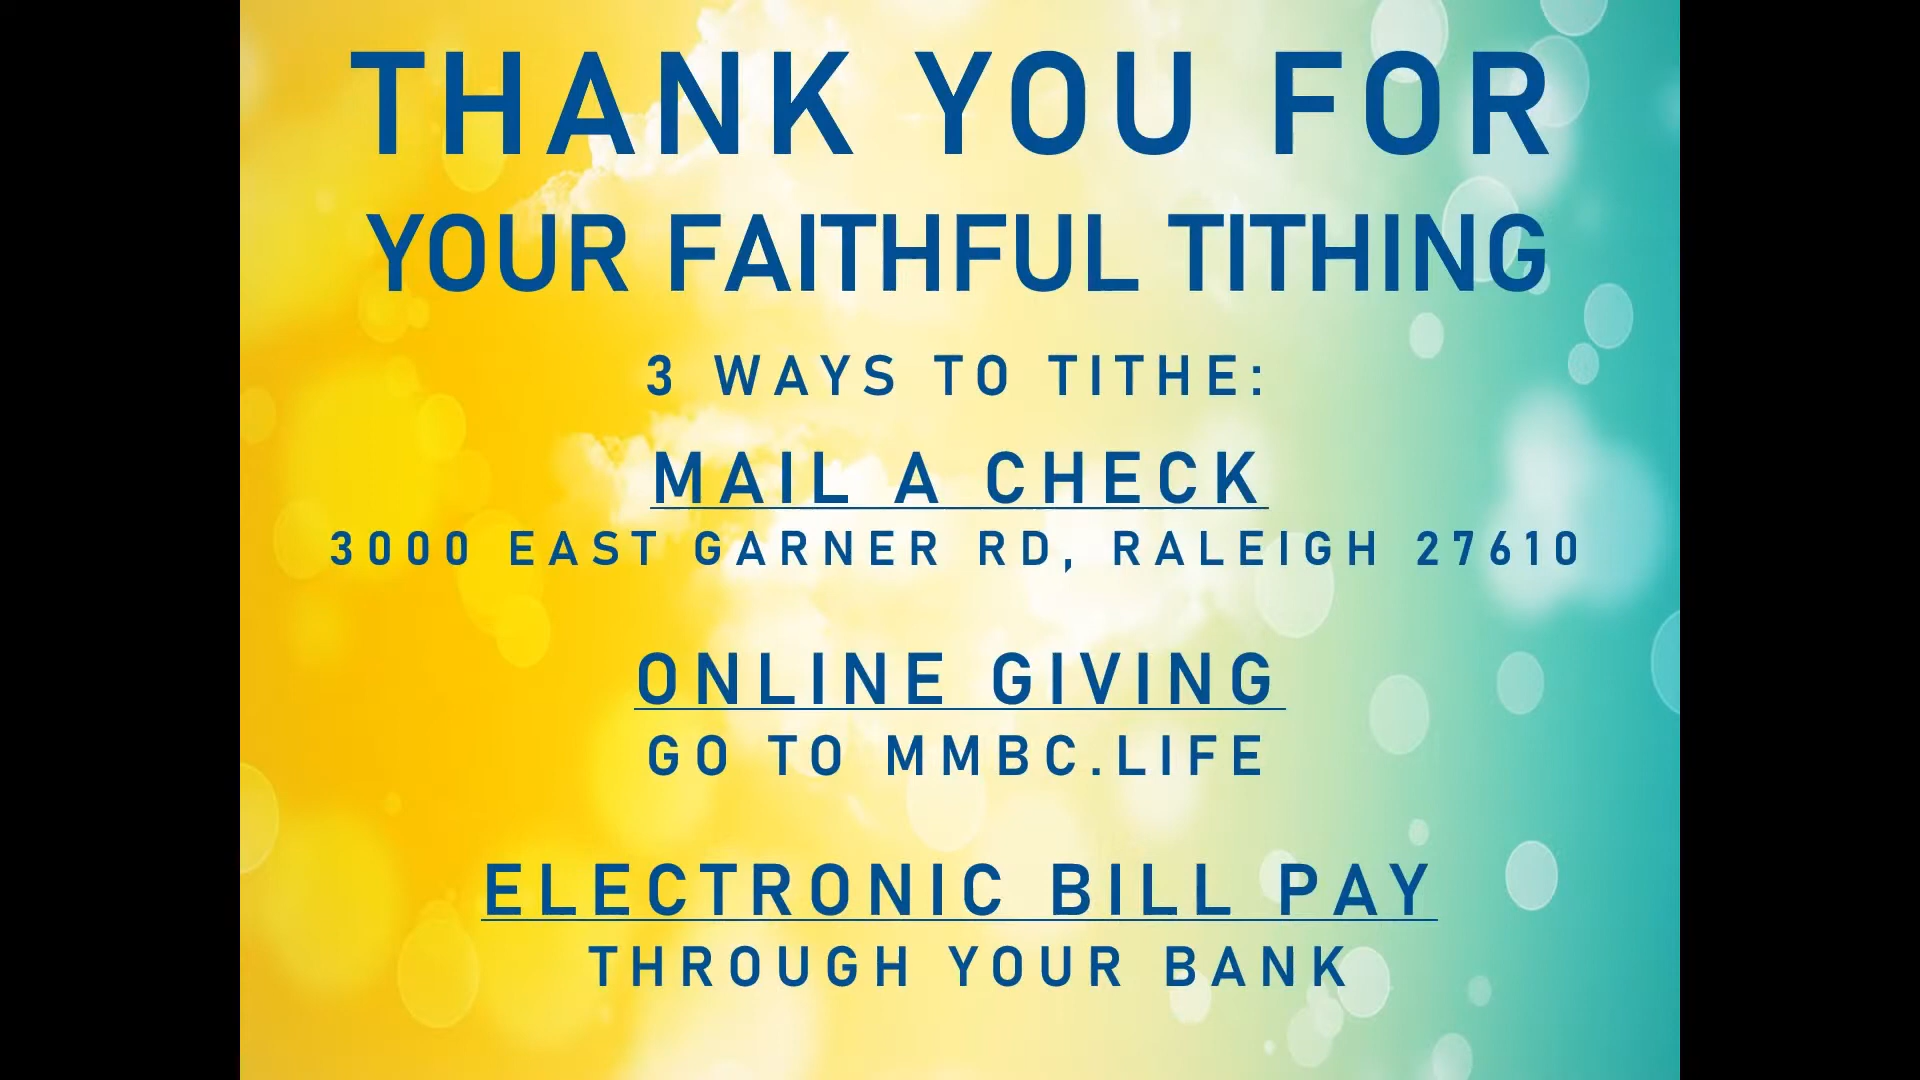 THANK YOU FOR
YOUR FAITHFUL TITHING
3 WAYS TO TITHE:
MAIL A CHECK
3000 EAST GARNER RD, RALEIGH 27610
ONLINE GIVING
GO TO MMBC.LIFE
ELECTRONIC BILL PAY
THROUGH YOUR BANK